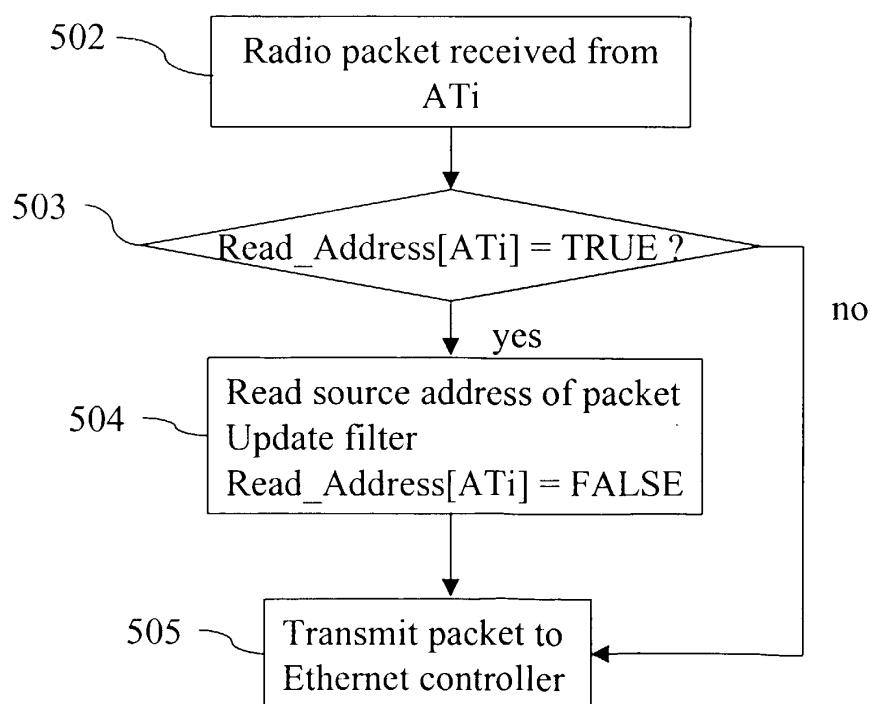 502
Radio packet received from
ATi
503
Read_Address[ATi] = TRUE ?
no
yes
504
Read source address of packet
Update filter
Read_Address[ATi] = FALSE
505
Transmit packet to
Ethernet controller